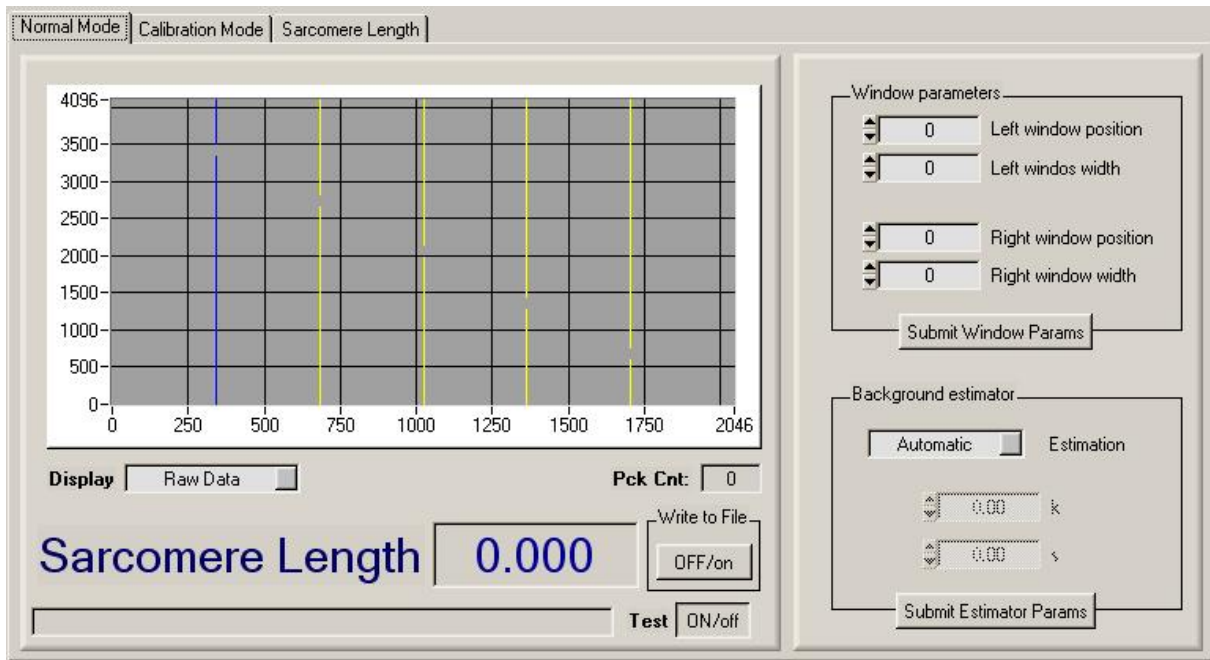 Normal Mode Calibration Mode Sarcomere Length
4096
3500
3000
2500
2000
1500
1000
500
0
0 250 500 750 1000 1250 1500 1750 2046
Display Raw Data Pck Cnt: 0
Sarcomere Length 0.000
Write to File
OFF/on
Test ON/off
Window parameters
0 Left window position
0 Left windos width
0 Right window position
0 Right window width
Submit Window Params
Background estimator
Automatic Estimation
0.00 k
0.00 s
Submit Estimator Params